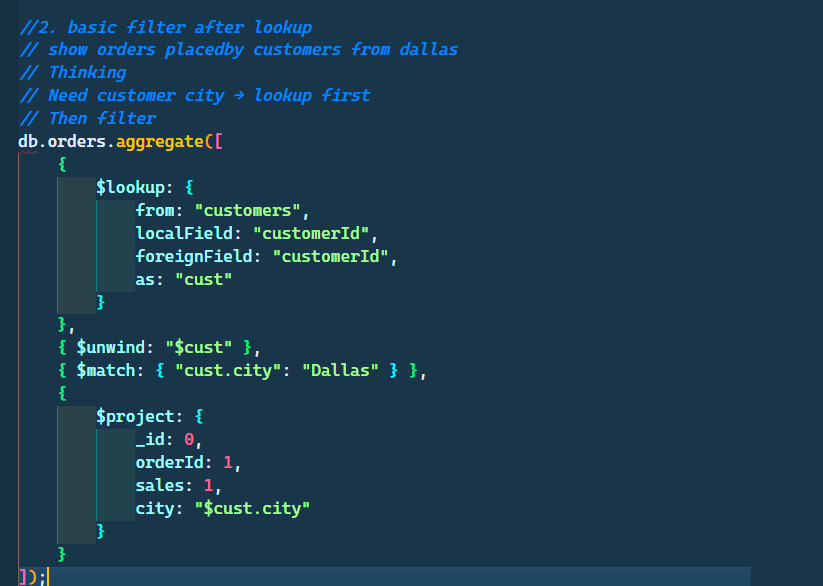 //2. basic filter after lookup
// show orders placedby customers from dallas
// Thinking
// Need customer city → lookup first
// Then filter
db.orders.aggregate([
    {
        $lookup: {
            from: "customers",
            localField: "customerId",
            foreignField: "customerId",
            as: "cust"
        }
    },
    { $unwind: "$cust" },
    { $match: { "cust.city": "Dallas" } },
    {
        $project: {
            _id: 0,
            orderId: 1,
            sales: 1,
            city: "$cust.city"
        }
    }
]);